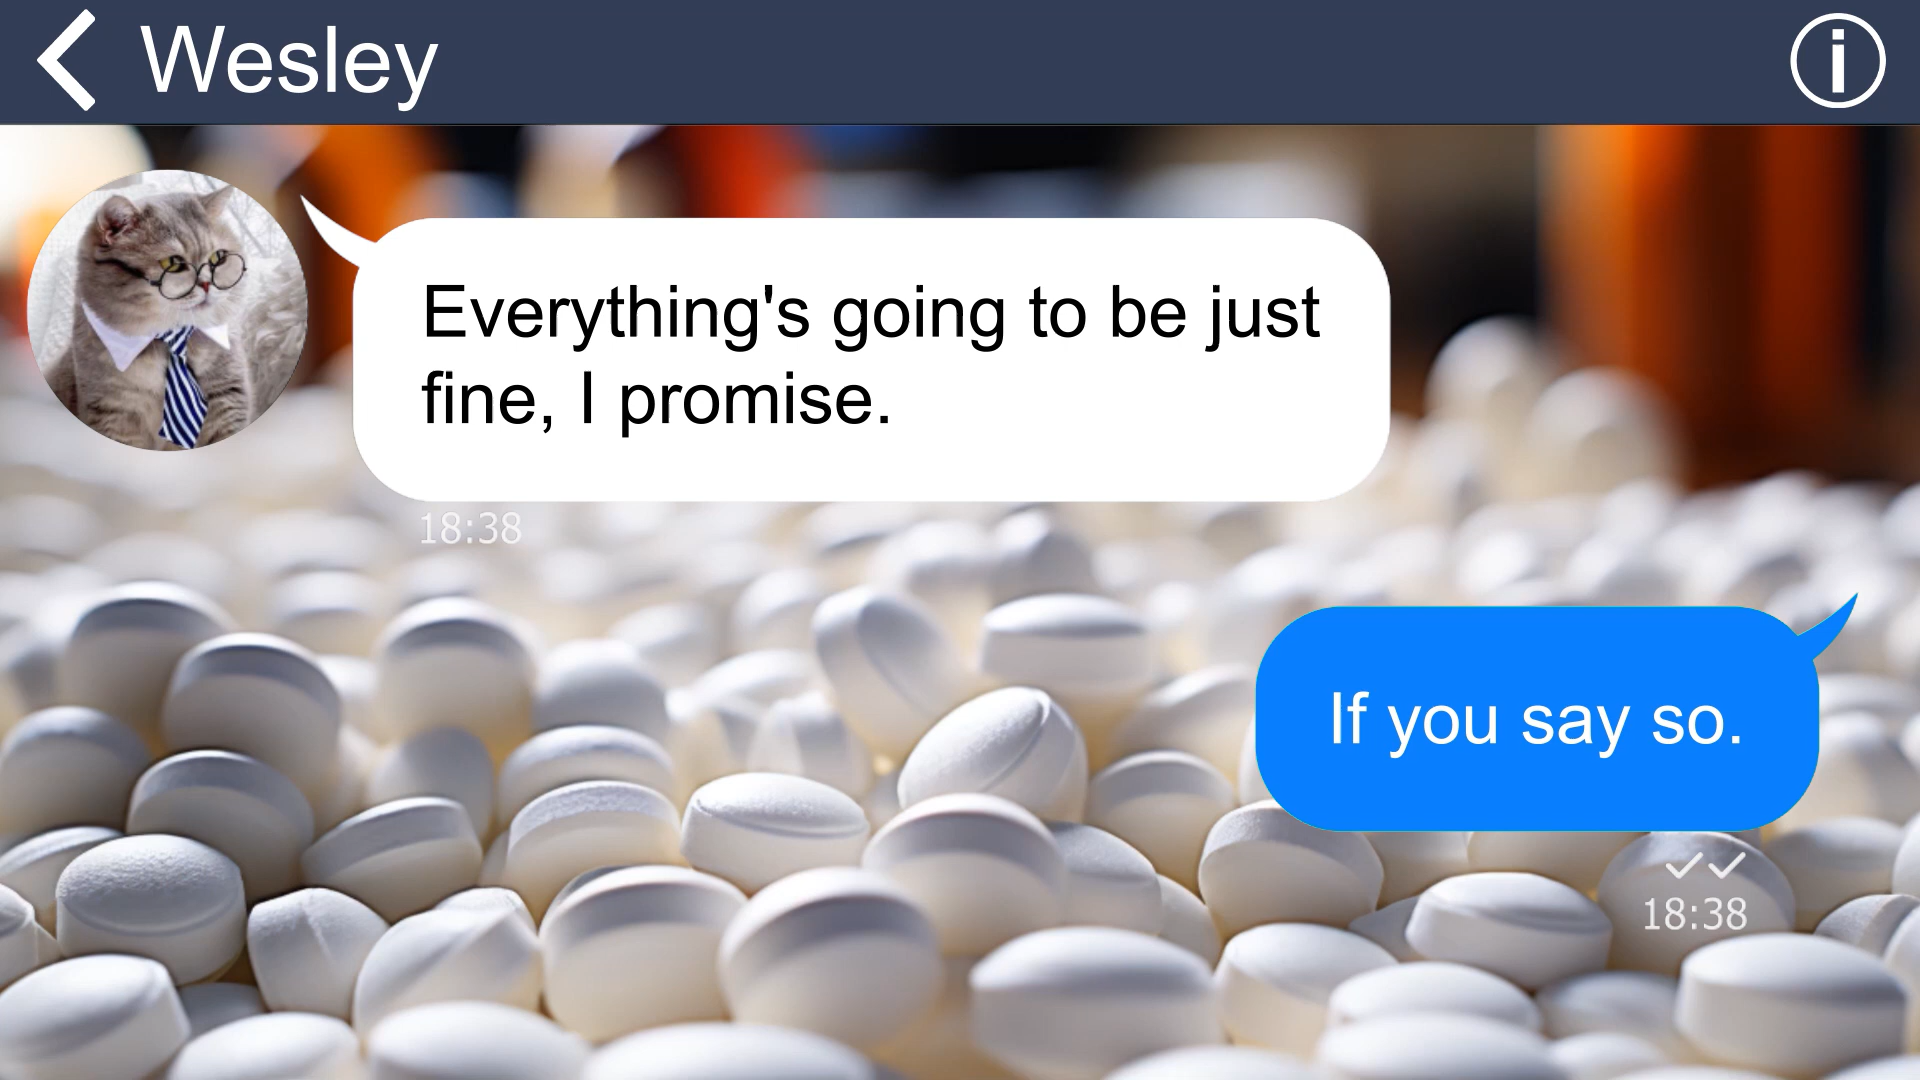 Wesley
Everything's going to be just
fine, I promise.
18:38
If you say so.
18:38